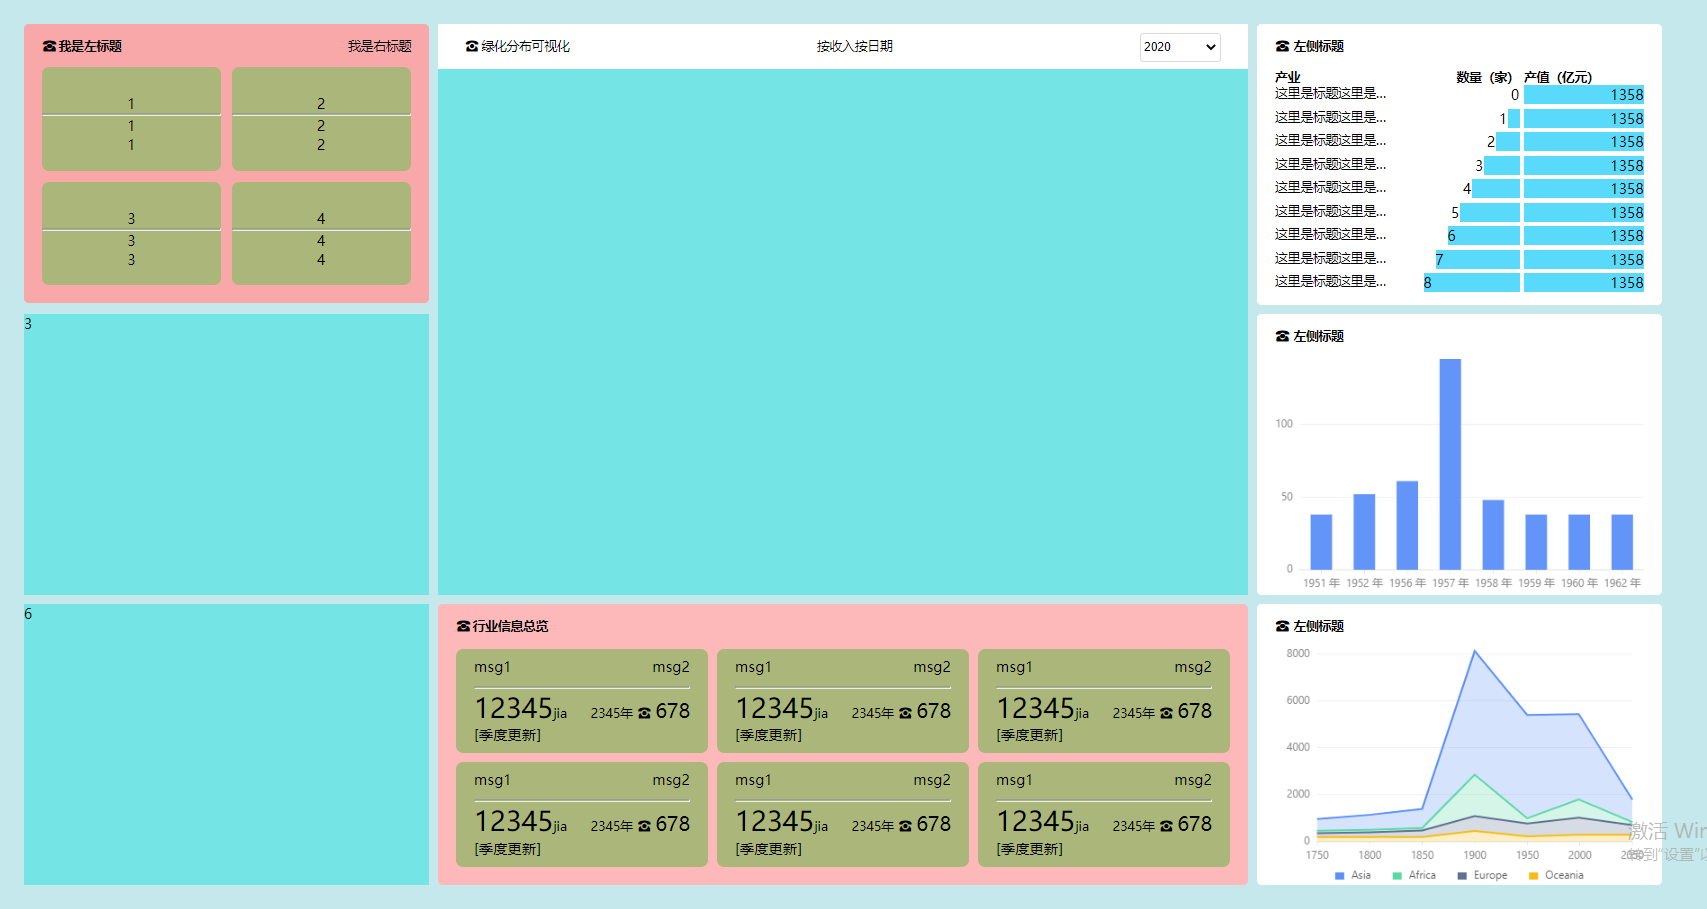 ☎我是左标题 我是右标题
1 2
1 2
1 2
3 4
3 4
3 4
3
6
☎ 绿化分布可视化 按收入按日期 2020
☎行业信息总览
msg1 msg2 msg1 msg2 msg1 msg2
12345jia 2345年 ☎ 678 12345jia 2345年 ☎ 678 12345jia 2345年 ☎ 678
[季度更新] [季度更新] [季度更新]
msg1 msg2 msg1 msg2 msg1 msg2
12345jia 2345年 ☎ 678 12345jia 2345年 ☎ 678 12345jia 2345年 ☎ 678
[季度更新] [季度更新] [季度更新]
☎ 左侧标题
产业 数量（家） 产值（亿元）
这里是标题这里是... 0 1358
这里是标题这里是... 1 1358
这里是标题这里是... 2 1358
这里是标题这里是... 3 1358
这里是标题这里是... 4 1358
这里是标题这里是... 5 1358
这里是标题这里是... 6 1358
这里是标题这里是... 7 1358
这里是标题这里是... 8 1358
☎ 左侧标题
100
50
0
1951 年 1952 年 1956 年 1957 年 1958 年 1959 年 1960 年 1962 年
☎ 左侧标题
8000
6000
4000
2000
0
1750 1800 1850 1900 1950 2000 2050
Asia Africa Europe Oceania
激活 Win
转到"设置"以